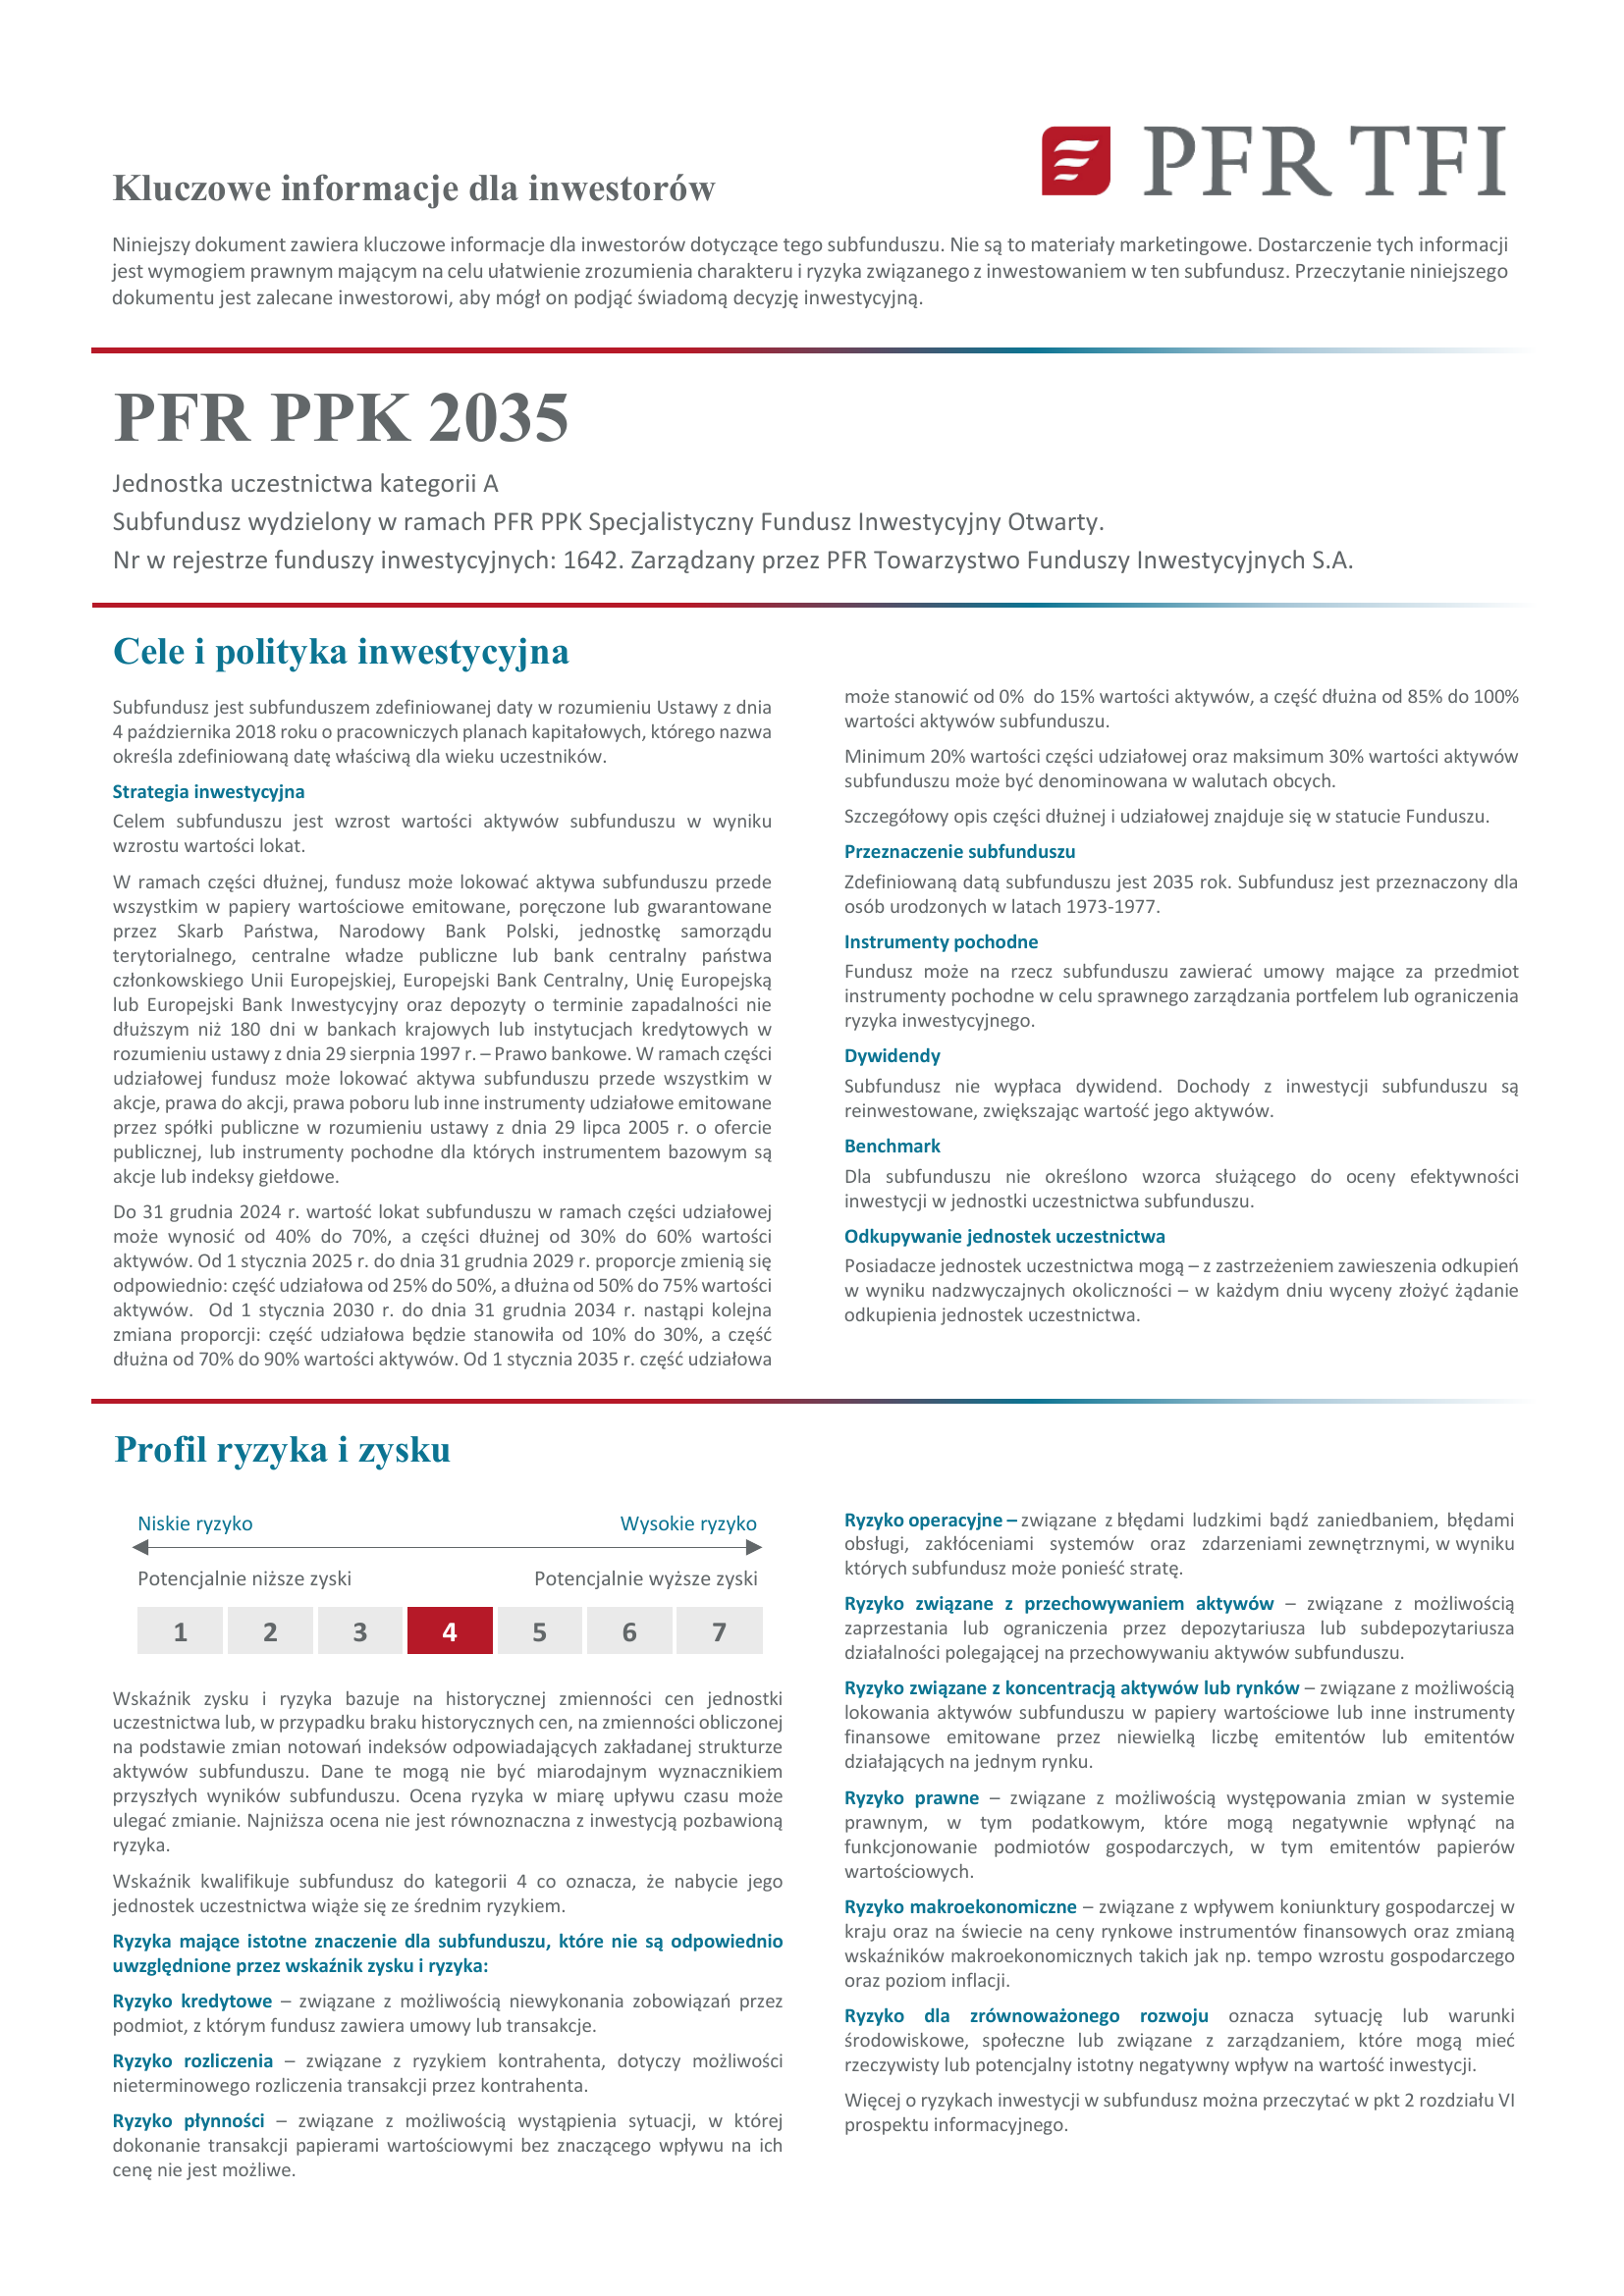 PFR TFI
Kluczowe informacje dla inwestorów
Niniejszy dokument zawiera kluczowe informacje dla inwestorów dotyczące tego subfunduszu. Nie są to materiały marketingowe. Dostarczenie tych informacji
jest wymogiem prawnym mającym na celu ułatwienie zrozumienia charakteru i ryzyka związanego z inwestowaniem w ten subfundusz. Przeczytanie niniejszego
dokumentu jest zalecane inwestorowi, aby mógł on podjąć świadomą decyzję inwestycyjną.
PFR PPK 2035
Jednostka uczestnictwa kategorii A
Subfundusz wydzielony w ramach PFR PPK Specjalistyczny Fundusz Inwestycyjny Otwarty.
Nr w rejestrze funduszy inwestycyjnych: 1642. Zarządzany przez PFR Towarzystwo Funduszy Inwestycyjnych S.A.
Cele i polityka inwestycyjna
Subfundusz jest subfunduszem zdefiniowanej daty w rozumieniu Ustawy z dnia
4 października 2018 roku o pracowniczych planach kapitałowych, którego nazwa
określa zdefiniowaną datę właściwą dla wieku uczestników.
Strategia inwestycyjna
Celem subfunduszu jest wzrost wartości aktywów subfunduszu w wyniku
wzrostu wartości lokat.
W ramach części dłużnej, fundusz może lokować aktywa subfunduszu przede
wszystkim w papiery wartościowe emitowane, poręczone lub gwarantowane
przez Skarb Państwa, Narodowy Bank Polski, jednostkę samorządu
terytorialnego, centralne władze publiczne lub bank centralny państwa
członkowskiego Unii Europejskiej, Europejski Bank Centralny, Unię Europejską
lub Europejski Bank Inwestycyjny oraz depozyty o terminie zapadalności nie
dłuższym niż 180 dni w bankach krajowych lub instytucjach kredytowych w
rozumieniu ustawy z dnia 29 sierpnia 1997 r. – Prawo bankowe. W ramach części
udziałowej fundusz może lokować aktywa subfunduszu przede wszystkim w
akcje, prawa do akcji, prawa poboru lub inne instrumenty udziałowe emitowane
przez spółki publiczne w rozumieniu ustawy z dnia 29 lipca 2005 r. o ofercie
publicznej, lub instrumenty pochodne dla których instrumentem bazowym są
akcje lub indeksy giełdowe.
Do 31 grudnia 2024 r. wartość lokat subfunduszu w ramach części udziałowej
może wynosić od 40% do 70%, a części dłużnej od 30% do 60% wartości
aktywów. Od 1 stycznia 2025 r. do dnia 31 grudnia 2029 r. proporcje zmienią się
odpowiednio: część udziałowa od 25% do 50%, a dłużna od 50% do 75% wartości
aktywów. Od 1 stycznia 2030 r. do dnia 31 grudnia 2034 r. nastąpi kolejna
zmiana proporcji: część udziałowa będzie stanowiła od 10% do 30%, a część
dłużna od 70% do 90% wartości aktywów. Od 1 stycznia 2035 r. część udziałowa
może stanowić od 0% do 15% wartości aktywów, a część dłużna od 85% do 100%
wartości aktywów subfunduszu.
Minimum 20% wartości części udziałowej oraz maksimum 30% wartości aktywów
subfunduszu może być denominowana w walutach obcych.
Szczegółowy opis części dłużnej i udziałowej znajduje się w statucie Funduszu.
Przeznaczenie subfunduszu
Zdefiniowaną datą subfunduszu jest 2035 rok. Subfundusz jest przeznaczony dla
osób urodzonych w latach 1973-1977.
Instrumenty pochodne
Fundusz może na rzecz subfunduszu zawierać umowy mające za przedmiot
instrumenty pochodne w celu sprawnego zarządzania portfelem lub ograniczenia
ryzyka inwestycyjnego.
Dywidendy
Subfundusz nie wypłaca dywidend. Dochody z inwestycji subfunduszu są
reinwestowane, zwiększając wartość jego aktywów.
Benchmark
Dla subfunduszu nie określono wzorca służącego do oceny efektywności
inwestycji w jednostki uczestnictwa subfunduszu.
Odkupywanie jednostek uczestnictwa
Posiadacze jednostek uczestnictwa mogą – z zastrzeżeniem zawieszenia odkupień
w wyniku nadzwyczajnych okoliczności – w każdym dniu wyceny złożyć żądanie
odkupienia jednostek uczestnictwa.
Profil ryzyka i zysku
Niskie ryzyko Wysokie ryzyko
Potencjalnie niższe zyski Potencjalnie wyższe zyski
1 2 3 4 5 6 7
Wskaźnik zysku i ryzyka bazuje na historycznej zmienności cen jednostki
uczestnictwa lub, w przypadku braku historycznych cen, na zmienności obliczonej
na podstawie zmian notowań indeksów odpowiadających zakładanej strukturze
aktywów subfunduszu. Dane te mogą nie być miarodajnym wyznacznikiem
przyszłych wyników subfunduszu. Ocena ryzyka w miarę upływu czasu może
ulegać zmianie. Najniższa ocena nie jest równoznaczna z inwestycją pozbawioną
ryzyka.
Wskaźnik kwalifikuje subfundusz do kategorii 4 co oznacza, że nabycie jego
jednostek uczestnictwa wiąże się ze średnim ryzykiem.
Ryzyka mające istotne znaczenie dla subfunduszu, które nie są odpowiednio
uwzględnione przez wskaźnik zysku i ryzyka:
Ryzyko kredytowe – związane z możliwością niewykonania zobowiązań przez
podmiot, z którym fundusz zawiera umowy lub transakcje.
Ryzyko rozliczenia – związane z ryzykiem kontrahenta, dotyczy możliwości
nieterminowego rozliczenia transakcji przez kontrahenta.
Ryzyko płynności – związane z możliwością wystąpienia sytuacji, w której
dokonanie transakcji papierami wartościowymi bez znaczącego wpływu na ich
cenę nie jest możliwe.
Ryzyko operacyjne – związane z błędami ludzkimi bądź zaniedbaniem, błędami
obsługi, zakłóceniami systemów oraz zdarzeniami zewnętrznymi, w wyniku
których subfundusz może ponieść stratę.
Ryzyko związane z przechowywaniem aktywów – związane z możliwością
zaprzestania lub ograniczenia przez depozytariusza lub subdepozytariusza
działalności polegającej na przechowywaniu aktywów subfunduszu.
Ryzyko związane z koncentracją aktywów lub rynków – związane z możliwością
lokowania aktywów subfunduszu w papiery wartościowe lub inne instrumenty
finansowe emitowane przez niewielką liczbę emitentów lub emitentów
działających na jednym rynku.
Ryzyko prawne – związane z możliwością występowania zmian w systemie
prawnym, w tym podatkowym, które mogą negatywnie wpłynąć na
funkcjonowanie podmiotów gospodarczych, w tym emitentów papierów
wartościowych.
Ryzyko makroekonomiczne – związane z wpływem koniunktury gospodarczej w
kraju oraz na świecie na ceny rynkowe instrumentów finansowych oraz zmianą
wskaźników makroekonomicznych takich jak np. tempo wzrostu gospodarczego
oraz poziom inflacji.
Ryzyko dla zrównoważonego rozwoju oznacza sytuację lub warunki
środowiskowe, społeczne lub związane z zarządzaniem, które mogą mieć
rzeczywisty lub potencjalny istotny negatywny wpływ na wartość inwestycji.
Więcej o ryzykach inwestycji w subfundusz można przeczytać w pkt 2 rozdziału VI
prospektu informacyjnego.